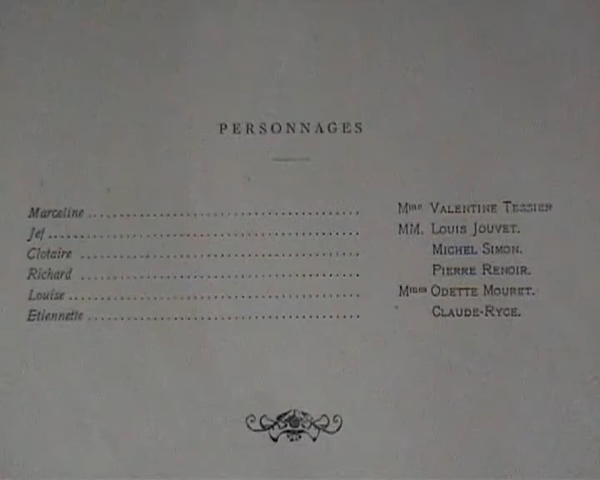 PERSONNAGES
Marceline ........................................ Mme VALENTINE TESSIER
Jef ........................................ MM. LOUIS JOUVET.
Clotaire ........................................ MICHEL SIMON.
Richard ........................................ PIERRE RENOIR.
Louise ........................................ Mmes ODETTE MOURET.
Etiennette ........................................ CLAUDE-RYCE.